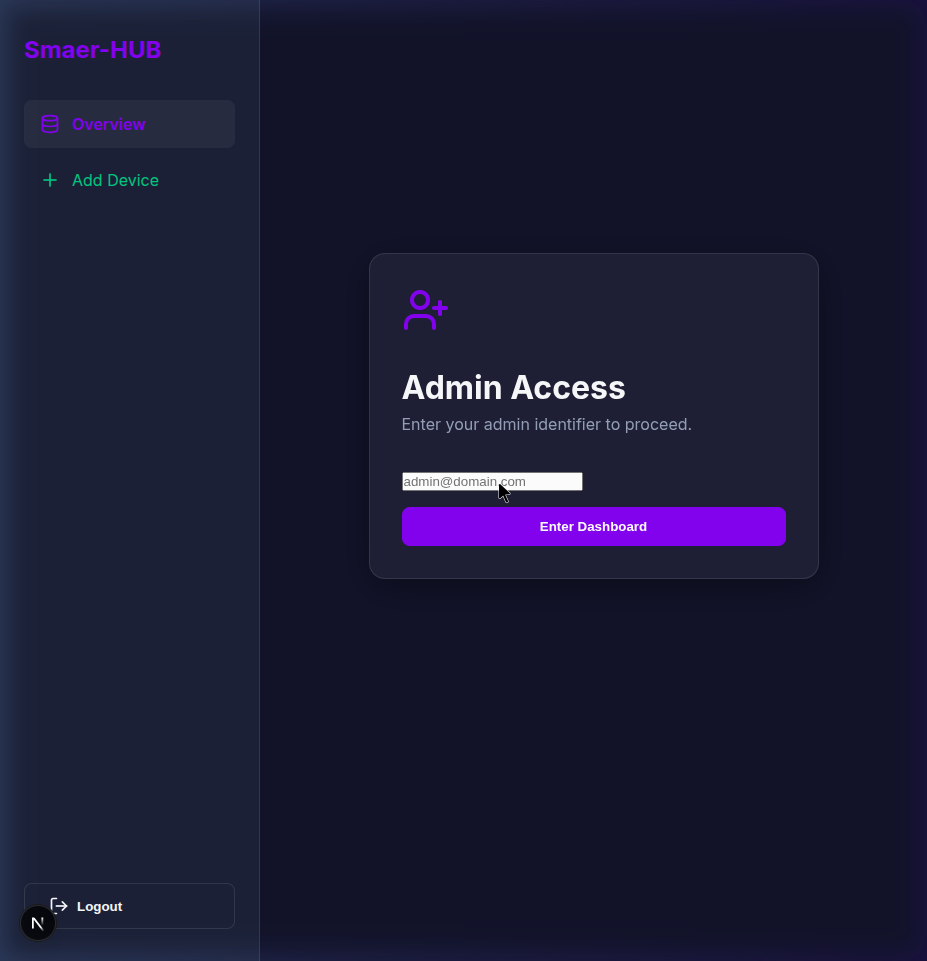 Smaer-HUB
Overview
Add Device
Admin Access
Enter your admin identifier to proceed.
admin@domain.com
Enter Dashboard
Logout
N